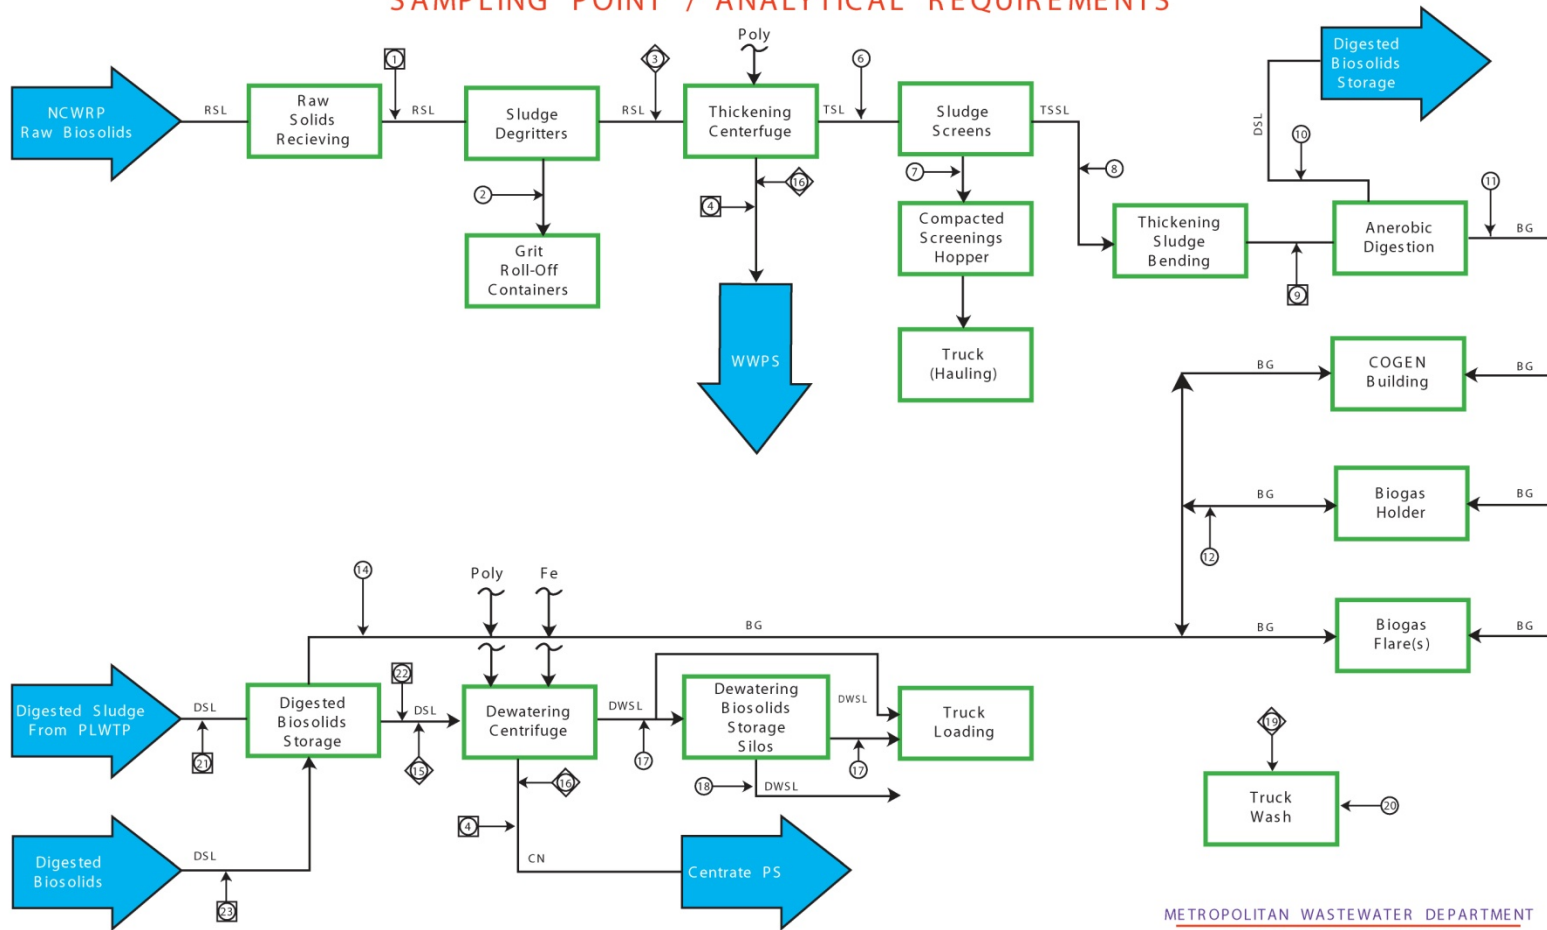 SAMPLING POINT / ANALYTICAL REQUIREMENTS
Poly
Digested
Biosolids
Storage
1
3
6
NCWRP
Raw Biosolids
RSL
Raw
Solids
Recieving
RSL
Sludge
Degritters
RSL
Thickening
Centerfuge
TSL
Sludge
Screens
TSSL
DSL
10
2
4
16
7
8
11
Grit
Roll-Off
Containers
Compacted
Screenings
Hopper
Thickening
Sludge
Bending
9
Anerobic
Digestion
BG
WWPS
Truck
(Hauling)
BG
COGEN
Building
BG
BG
Biogas
Holder
BG
12
14
Poly
Fe
BG
BG
Biogas
Flare(s)
BG
Digested Sludge
From PLWTP
DSL
21
Digested
Biosolids
Storage
22
DSL
15
Dewatering
Centrifuge
DWSL
17
Dewatering
Biosolids
Storage
Silos
DWSL
17
Truck
Loading
16
18
DWSL
4
19
Truck
Wash
20
Digested
Biosolids
DSL
23
CN
Centrate PS
METROPOLITAN WASTEWATER DEPARTMENT